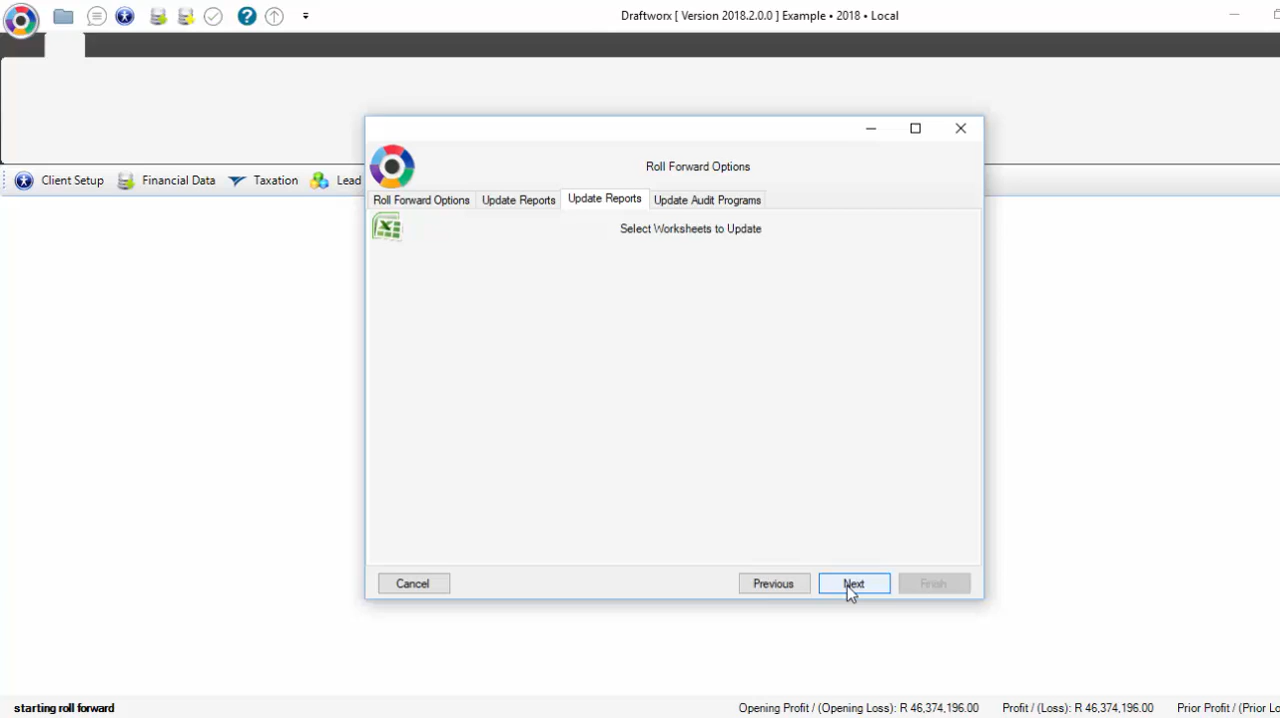 Draftworx [ Version 2018.2.0.0 ] Example • 2018 • Local
Client Setup Financial Data Taxation Lead
Roll Forward Options
Roll Forward Options Update Reports Update Reports Update Audit Programs
Select Worksheets to Update
Cancel Previous Next Finish
starting roll forward Opening Profit / (Opening Loss): R 46,374,196.00 Profit / (Loss): R 46,374,196.00 Prior Profit / (Prior Lo